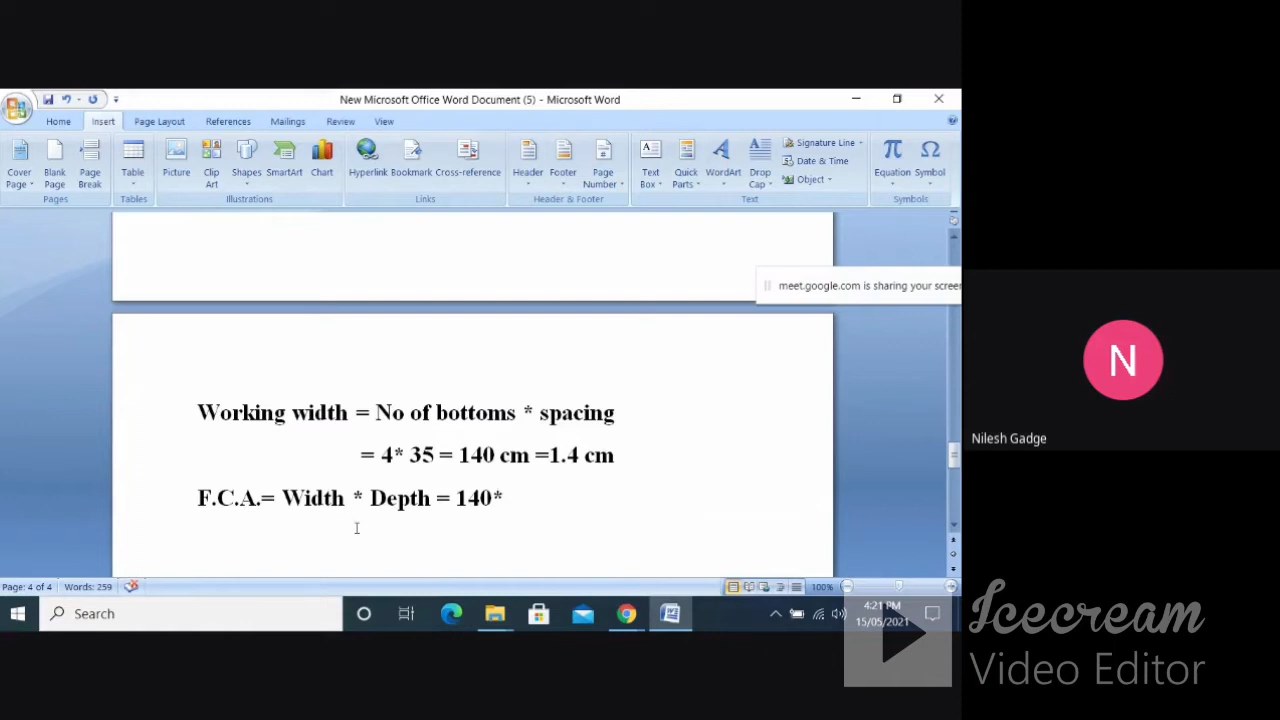 New Microsoft Office Word Document (5) - Microsoft Word
Home Insert Page Layout References Mailings Review View
Cover Page
Blank Page
Page Break
Table
Picture
Clip Art
Shapes
SmartArt
Chart
Hyperlink
Bookmark
Cross-reference
Header
Footer
Page Number
Text Box
Quick Parts
WordArt
Drop Cap
Signature Line
Date & Time
Object
Equation
Symbol
Pages Tables Illustrations Links Header & Footer Text Symbols
meet.google.com is sharing your screen
Working width = No of bottoms * spacing
= 4* 35 = 140 cm =1.4 cm
F.C.A.= Width * Depth = 140*
N
Nilesh Gadge
Page: 4 of 4 Words: 259 100%
Search
4:21 PM
15/05/2021
Icecream
Video Editor